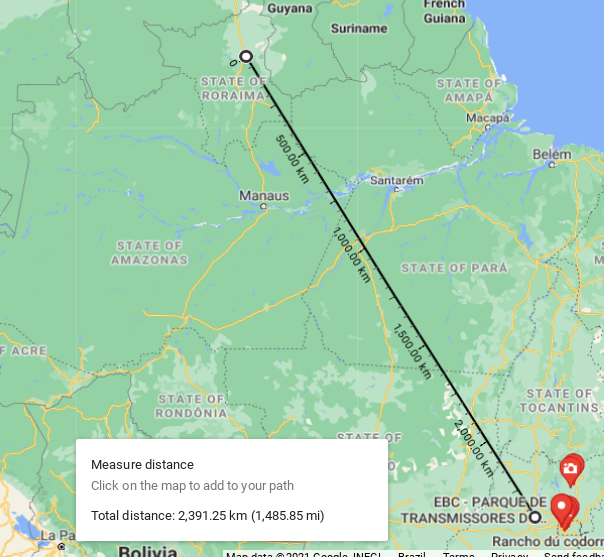 Guyana
French
Guiana
Suriname
0
STATE OF
RORAIMA
STATE OF
AMAPÁ
Macapá
500.00 km
Belém
Santarém
Manaus
1,000.00 km
STATE OF
AMAZONAS
STATE OF PARÁ
1,500.00 km
F ACRE
STATE OF
RONDÔNIA
STATE OF
TOCANTINS
STATE OF
2,000.00 km
Measure distance
Click on the map to add to your path
Total distance: 2,391.25 km (1,485.85 mi)
EBC - PARQUE DE
TRANSMISSORES D
La Pa
Rancho dú codorn
Bolivia
Map data ©2021 Google, INEGI Brazil Terms Privacy Send feedb